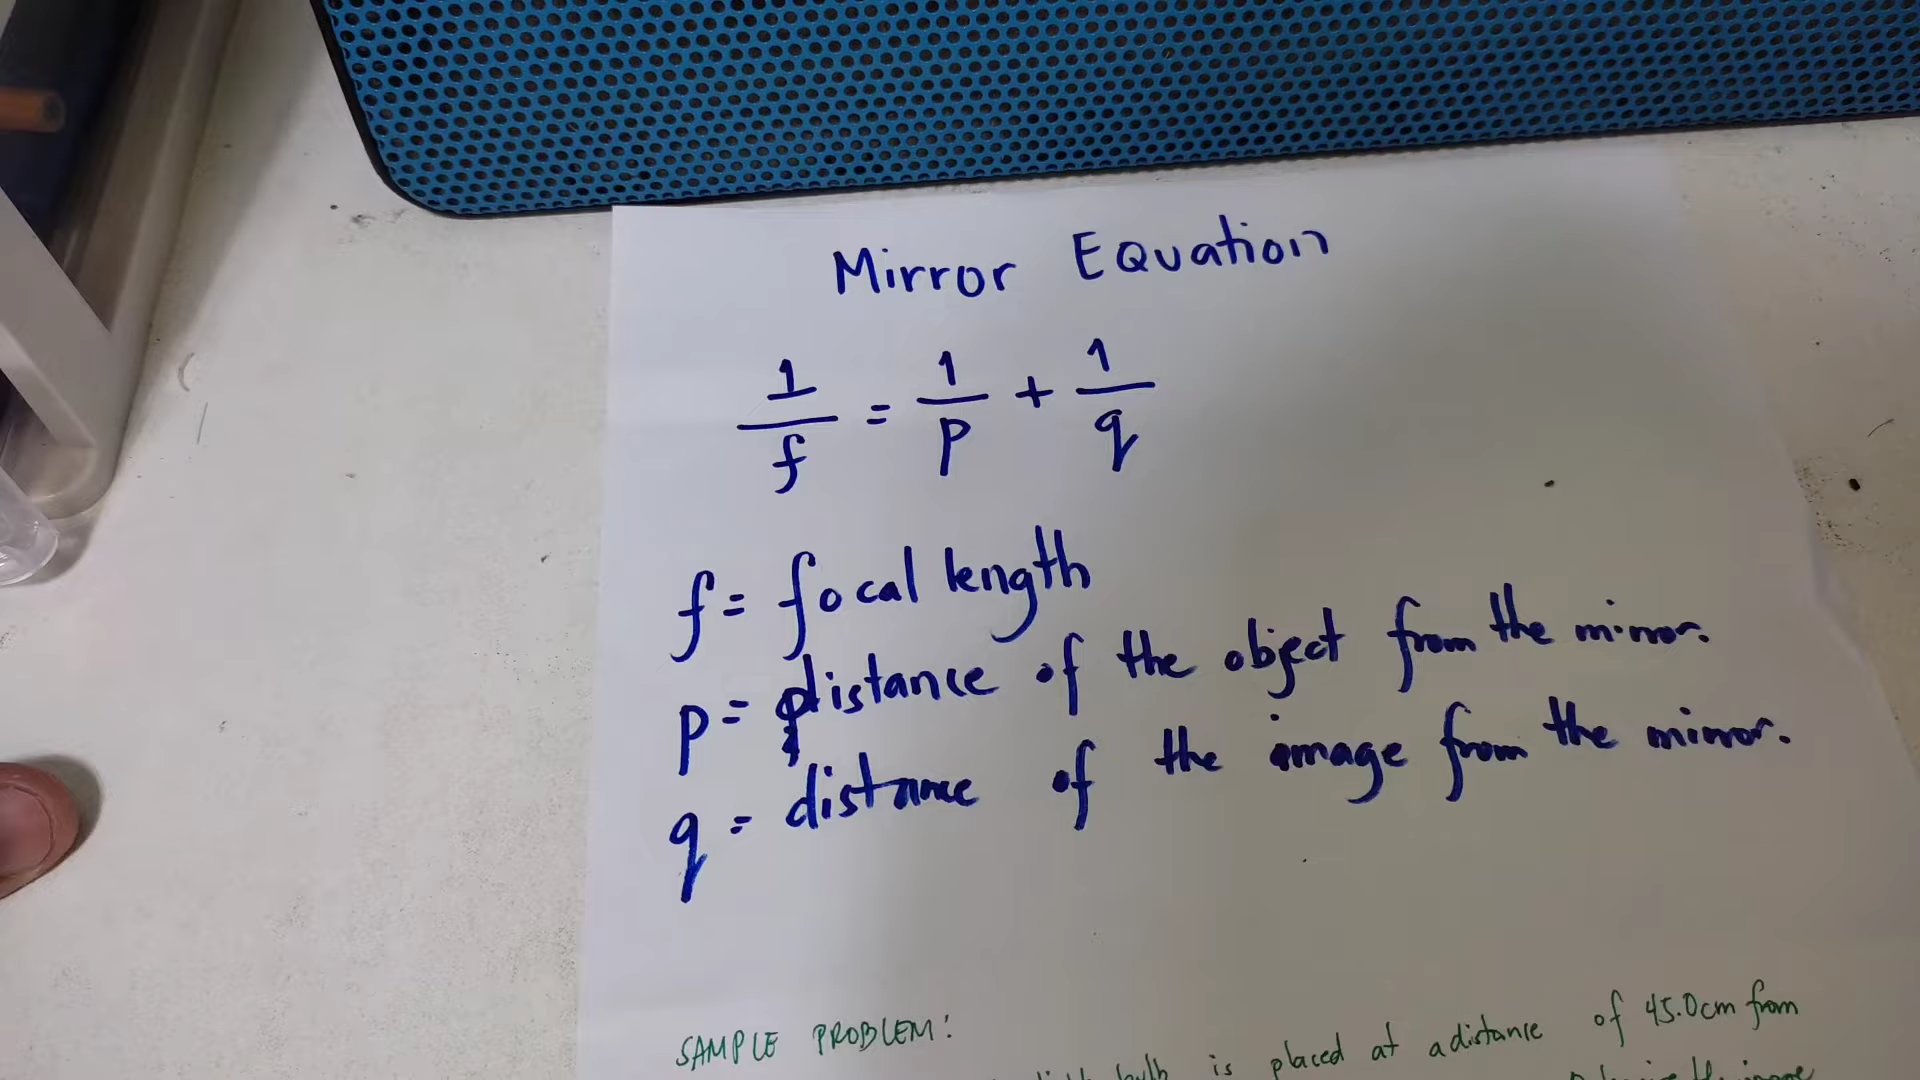 Mirror Equation
1/f = 1/p + 1/q
f = focal length
p = distance of the object from the mirror.
q = distance of the image from the mirror.
SAMPLE PROBLEM:
bulb is placed at a distance of 45.0cm from